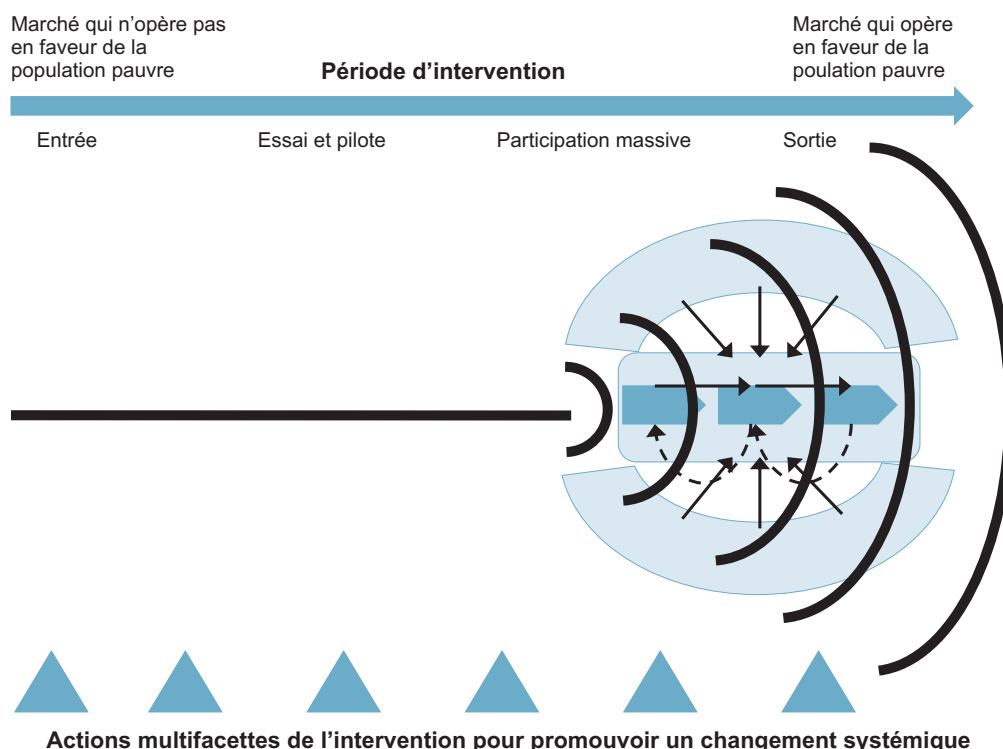 Marché qui n’opère pas
en faveur de la
population pauvre
Période d’intervention
Marché qui opère
en faveur de la
poulation pauvre
Entrée
Essai et pilote
Participation massive
Sortie
Actions multifacettes de l’intervention pour promouvoir un changement systémique